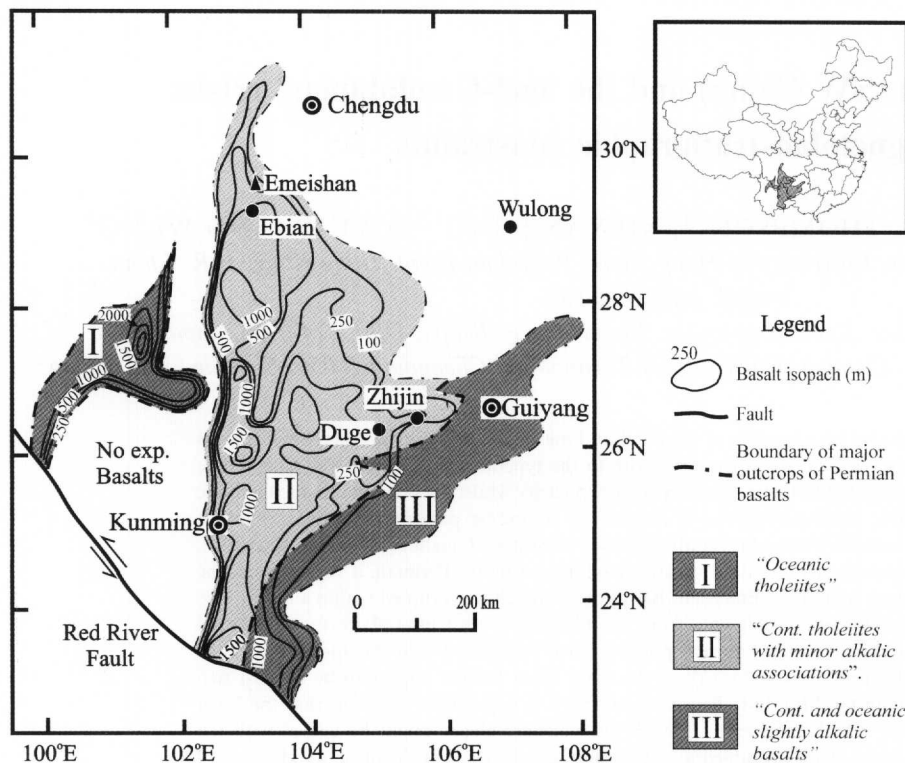 Chengdu
Emeishan
Ebian
Wulong
30°N
28°N
26°N
24°N
2000
I
1500
1000
500
250
1000
500
500
250
100
1000
1500
Zhijin
Guiyang
Duge
250
100
No exp.
Basalts
II
III
Kunming
1000
0
200 km
Red River
Fault
1500
1000
100°E
102°E
104°E
106°E
108°E
Legend
250
Basalt isopach (m)
Fault
Boundary of major
outcrops of Permian
basalts
I
"Oceanic
tholeiites"
II
"Cont. tholeiites
with minor alkalic
associations".
III
"Cont. and oceanic
slightly alkalic
basalts"